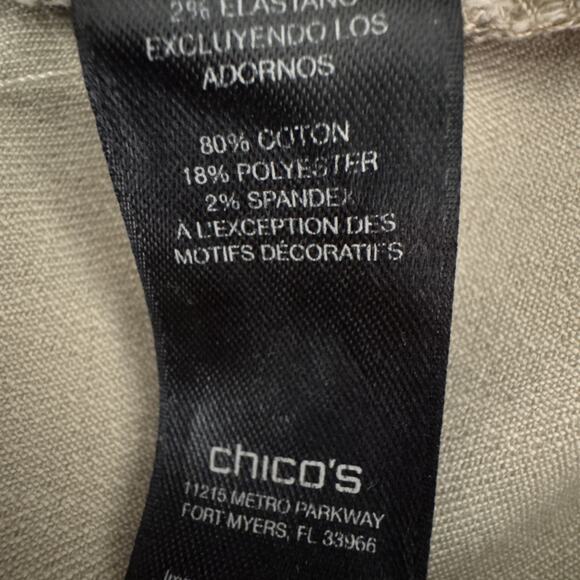 2% ELASTANO
EXCLUYENDO LOS
ADORNOS
80% COTON
18% POLYESTER
2% SPANDEX
À L'EXCEPTION DES
MOTIFS DÉCORATIFS
chico's
11215 METRO PARKWAY
FORT MYERS, FL 33966